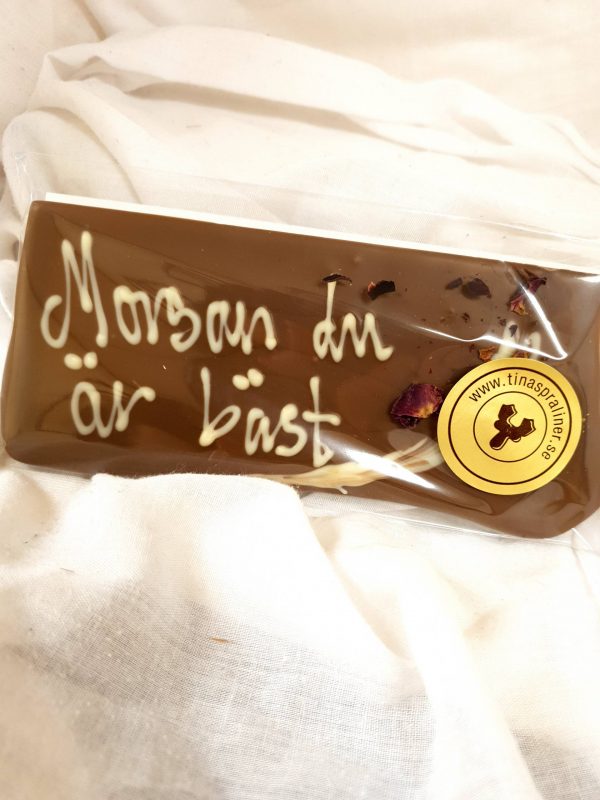 Morsan du
är bäst
www.tinaspraliner.se